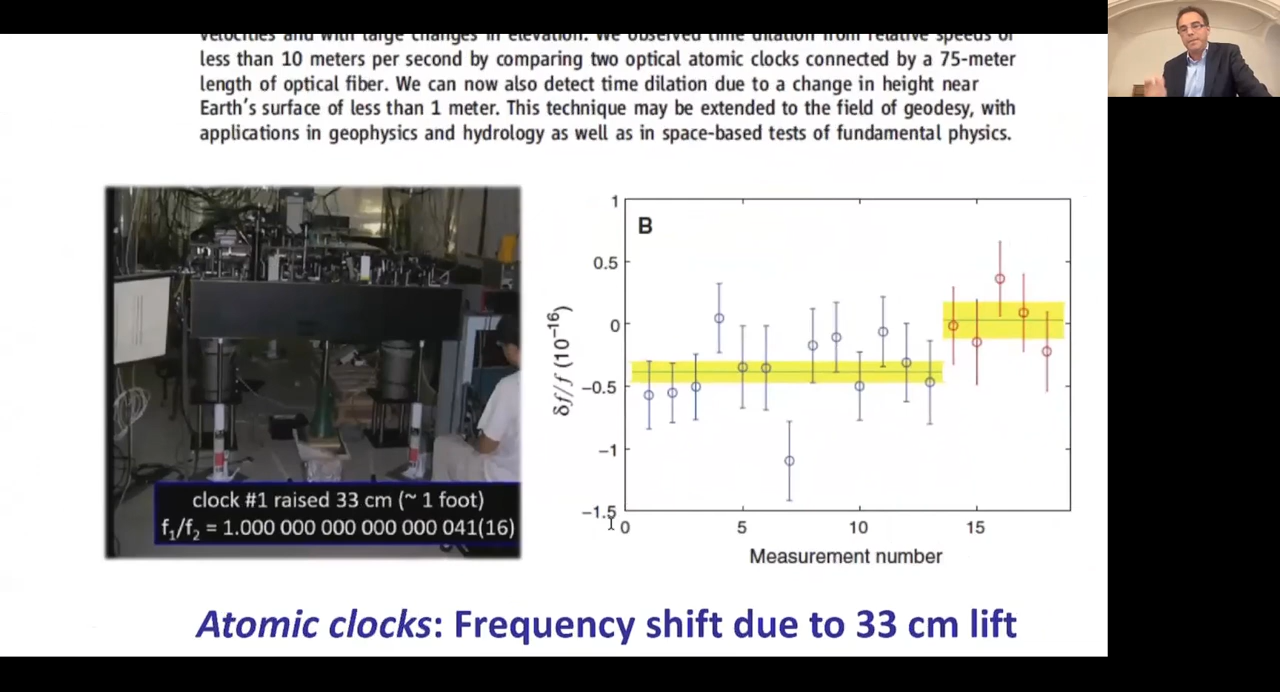 velocities and with large changes in elevation. We observed time dilation from relative speeds of
less than 10 meters per second by comparing two optical atomic clocks connected by a 75-meter
length of optical fiber. We can now also detect time dilation due to a change in height near
Earth's surface of less than 1 meter. This technique may be extended to the field of geodesy, with
applications in geophysics and hydrology as well as in space-based tests of fundamental physics.
clock #1 raised 33 cm (~ 1 foot)
f₁/f₂ = 1.000 000 000 000 000 041(16)
B
δf/f (10⁻¹⁶)
1
0.5
0
−0.5
−1
−1.5
0 5 10 15
Measurement number
Atomic clocks: Frequency shift due to 33 cm lift